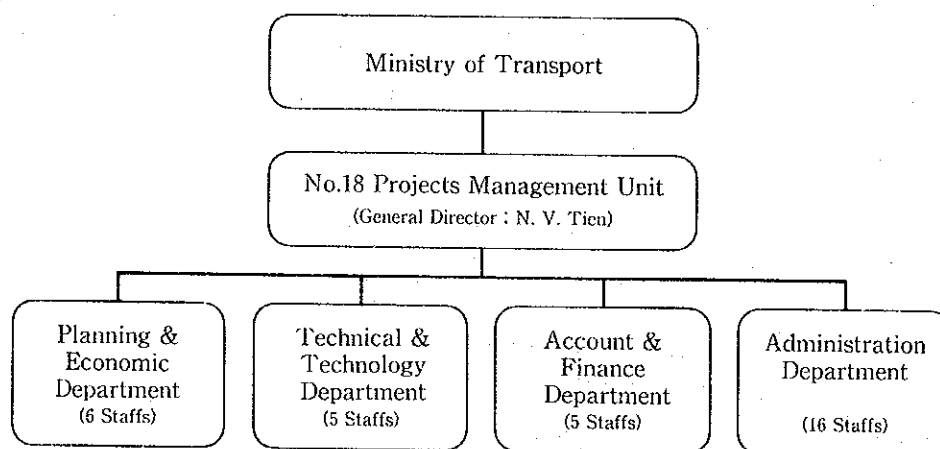 Ministry of Transport
No.18 Projects Management Unit
(General Director : N. V. Tien)
Planning &
Economic
Department
(6 Staffs)
Technical &
Technology
Department
(5 Staffs)
Account &
Finance
Department
(5 Staffs)
Administration
Department
(16 Staffs)